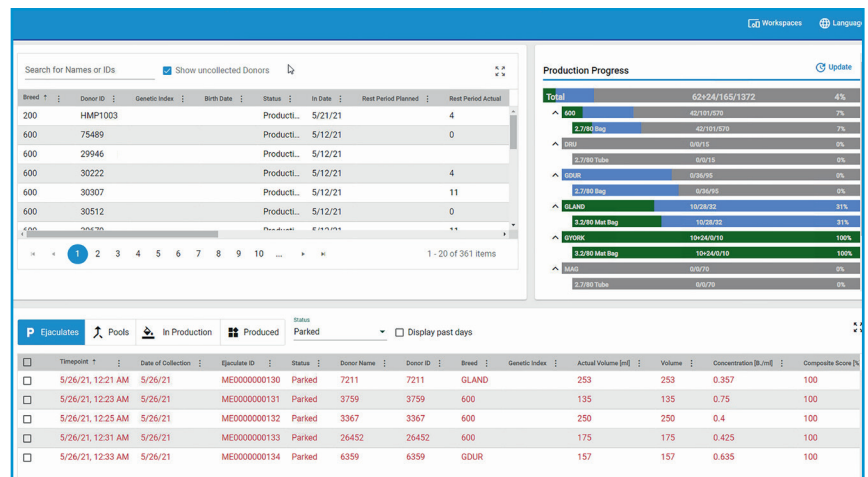 Workspaces Languag
Search for Names or IDs Show uncollected Donors
Breed Donor ID Genetic Index Birth Date Status In Date Rest Period Planned Rest Period Actual
200 HMP1003 Producti... 5/21/21 4
600 75489 Producti... 5/12/21 0
600 29946 Producti... 5/12/21
600 30222 Producti... 5/12/21 4
600 30307 Producti... 5/12/21 11
600 30512 Producti... 5/12/21 0
1 2 3 4 5 6 7 8 9 10 ... 1 - 20 of 361 items
Production Progress Update
Total 62+24/165/1372 4%
600 42/101/570 7%
2.7/80 Bag 42/101/570 7%
DRU 0/0/15 0%
2.7/80 Tube 0/0/15 0%
GDUR 0/36/95 0%
2.7/80 Bag 0/36/95 0%
GLAND 10/28/32 31%
3.2/80 Mat Bag 10/28/32 31%
GYORK 10+24/0/10 100%
3.2/80 Mat Bag 10+24/0/10 100%
MAG 0/0/70 0%
2.7/80 Tube 0/0/70 0%
P Ejaculates Pools In Production Produced Status Parked Display past days
Timepoint Date of Collection Ejaculate ID Status Donor Name Donor ID Breed Genetic Index Actual Volume [ml] Volume Concentration [B./ml] Composite Score [%
5/26/21, 12:21 AM 5/26/21 ME0000000130 Parked 7211 7211 GLAND 253 253 0.357 100
5/26/21, 12:23 AM 5/26/21 ME0000000131 Parked 3759 3759 600 135 135 0.75 100
5/26/21, 12:25 AM 5/26/21 ME0000000132 Parked 3367 3367 600 250 250 0.4 100
5/26/21, 12:31 AM 5/26/21 ME0000000133 Parked 26452 26452 600 175 175 0.425 100
5/26/21, 12:33 AM 5/26/21 ME0000000134 Parked 6359 6359 GDUR 157 157 0.635 100